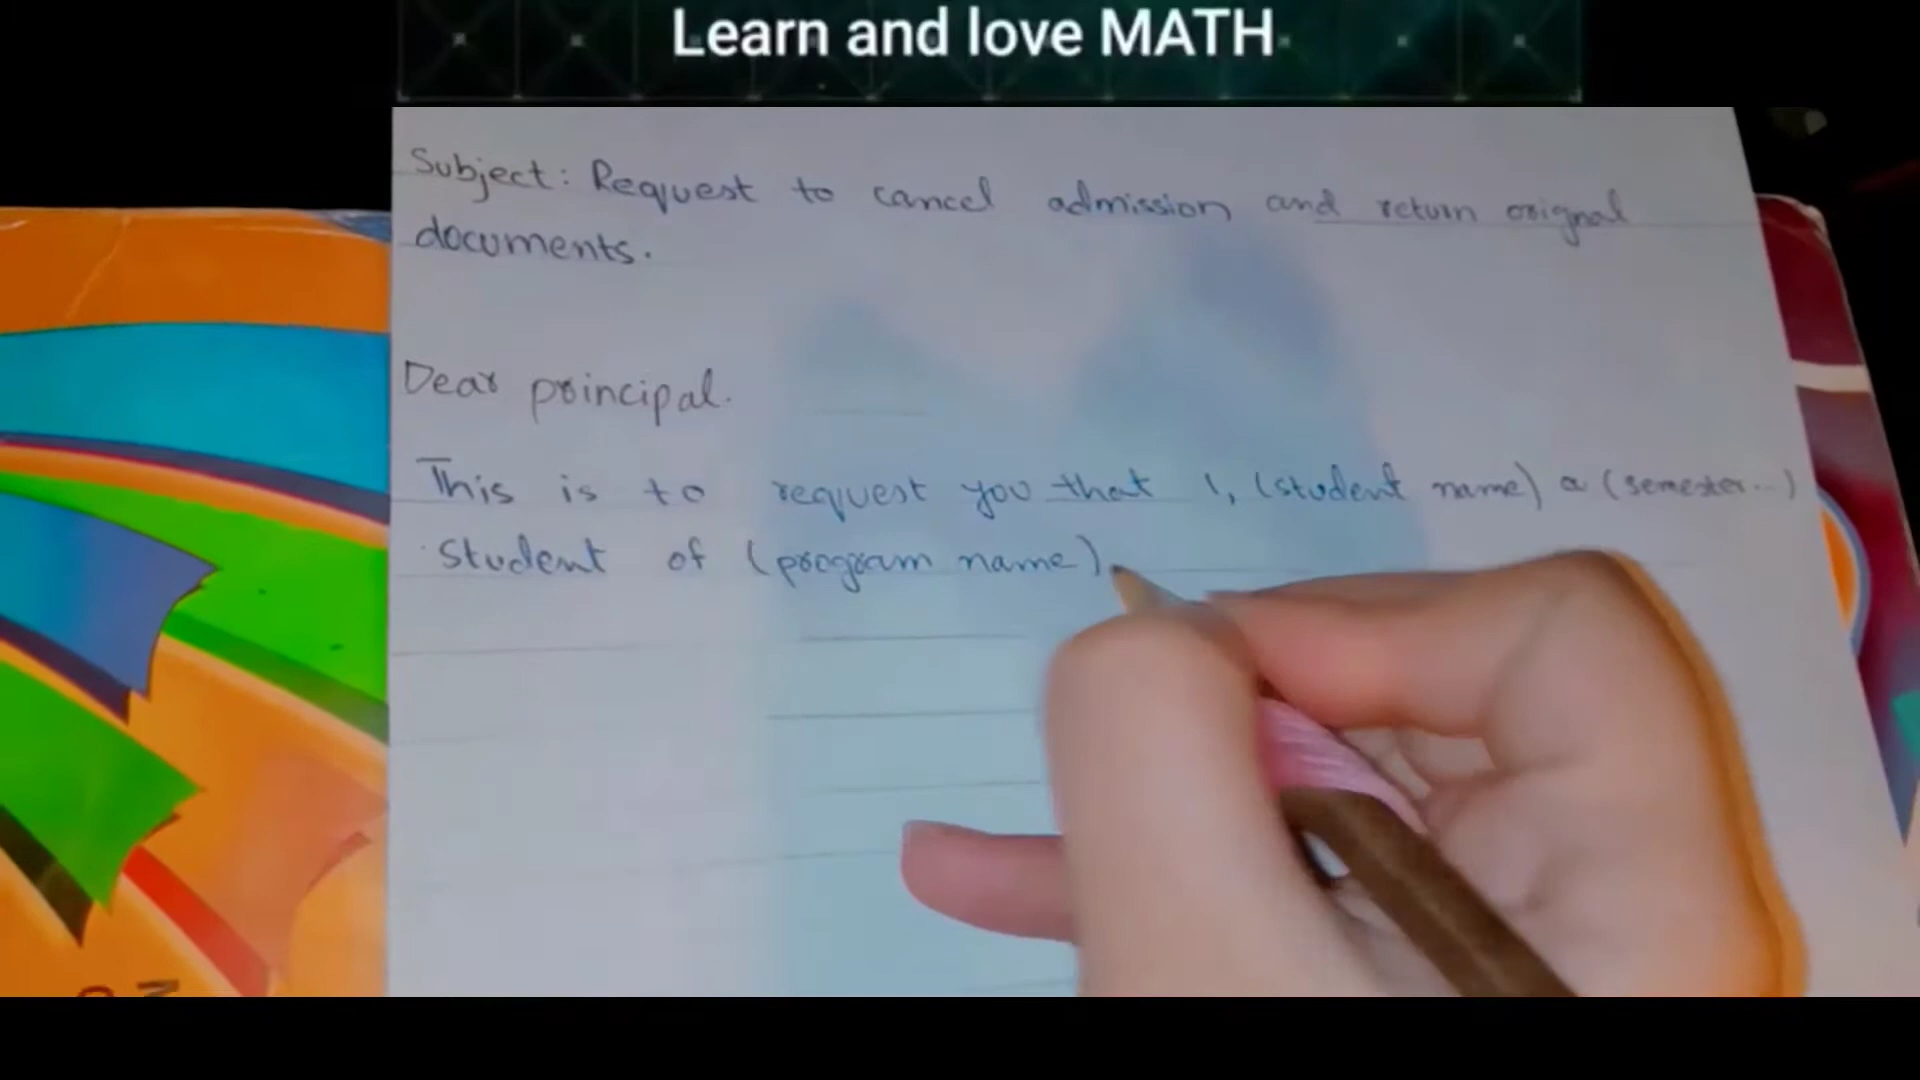 Learn and love MATH
Subject: Request to cancel admission and return orignal
documents.
Dear principal.
This is to request you that I, (student name) a (semester...)
Student of (program name),